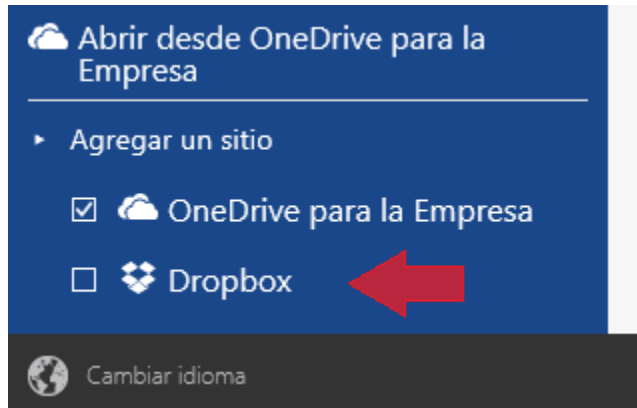 Abrir desde OneDrive para la
Empresa
Agregar un sitio
OneDrive para la Empresa
Dropbox
Cambiar idioma